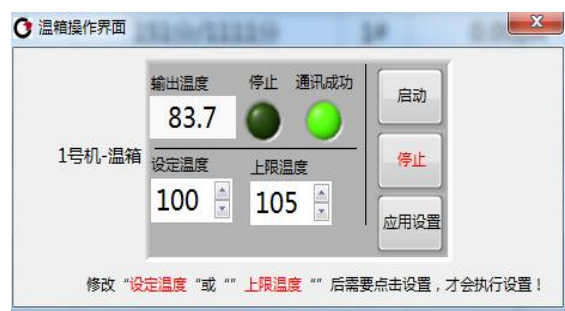 温箱操作界面
输出温度 停止 通讯成功
83.7
启动
1号机-温箱
停止
设定温度 上限温度
100 105
应用设置
修改 “设定温度 “或 “” 上限温度 “” 后需要点击设置，才会执行设置！